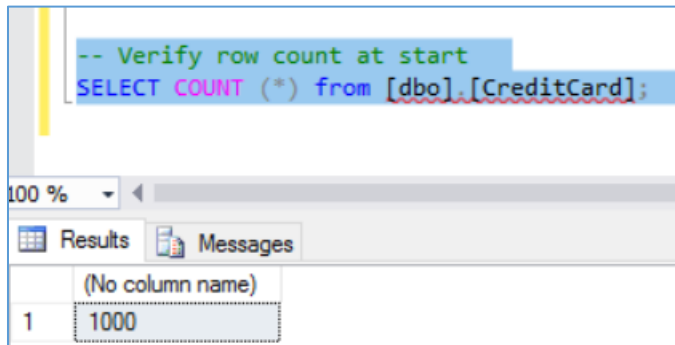 -- Verify row count at start
SELECT COUNT (*) from [dbo].[CreditCard];
100 %
Results Messages
(No column name)
1 1000